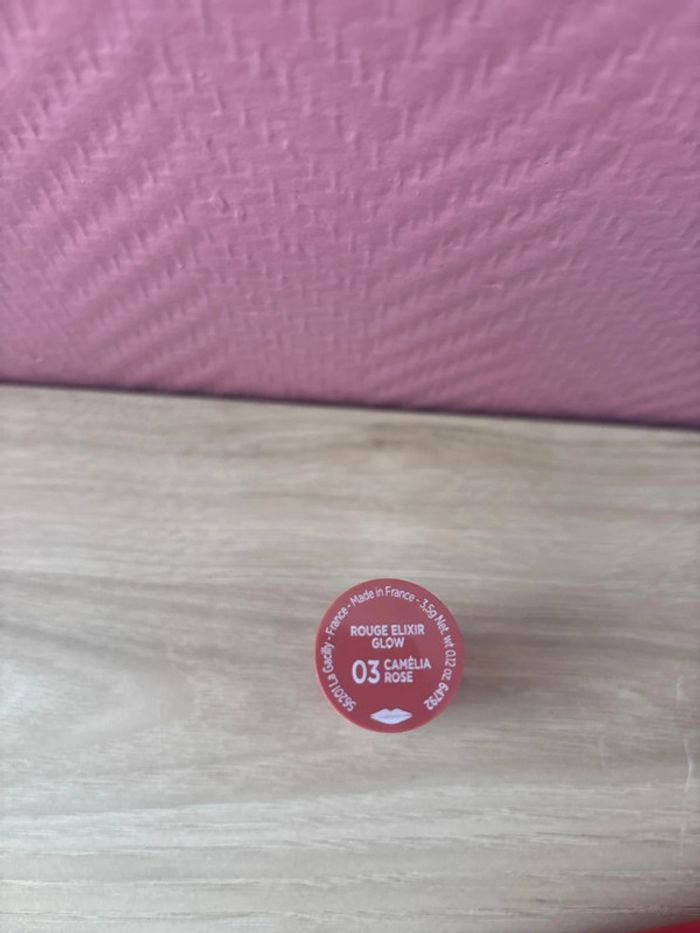 56201 La Gacilly - France - Made in France - 3,5g Net. wt 0.12 oz. 64792
ROUGE ELIXIR
GLOW
03 CAMÉLIA
ROSE